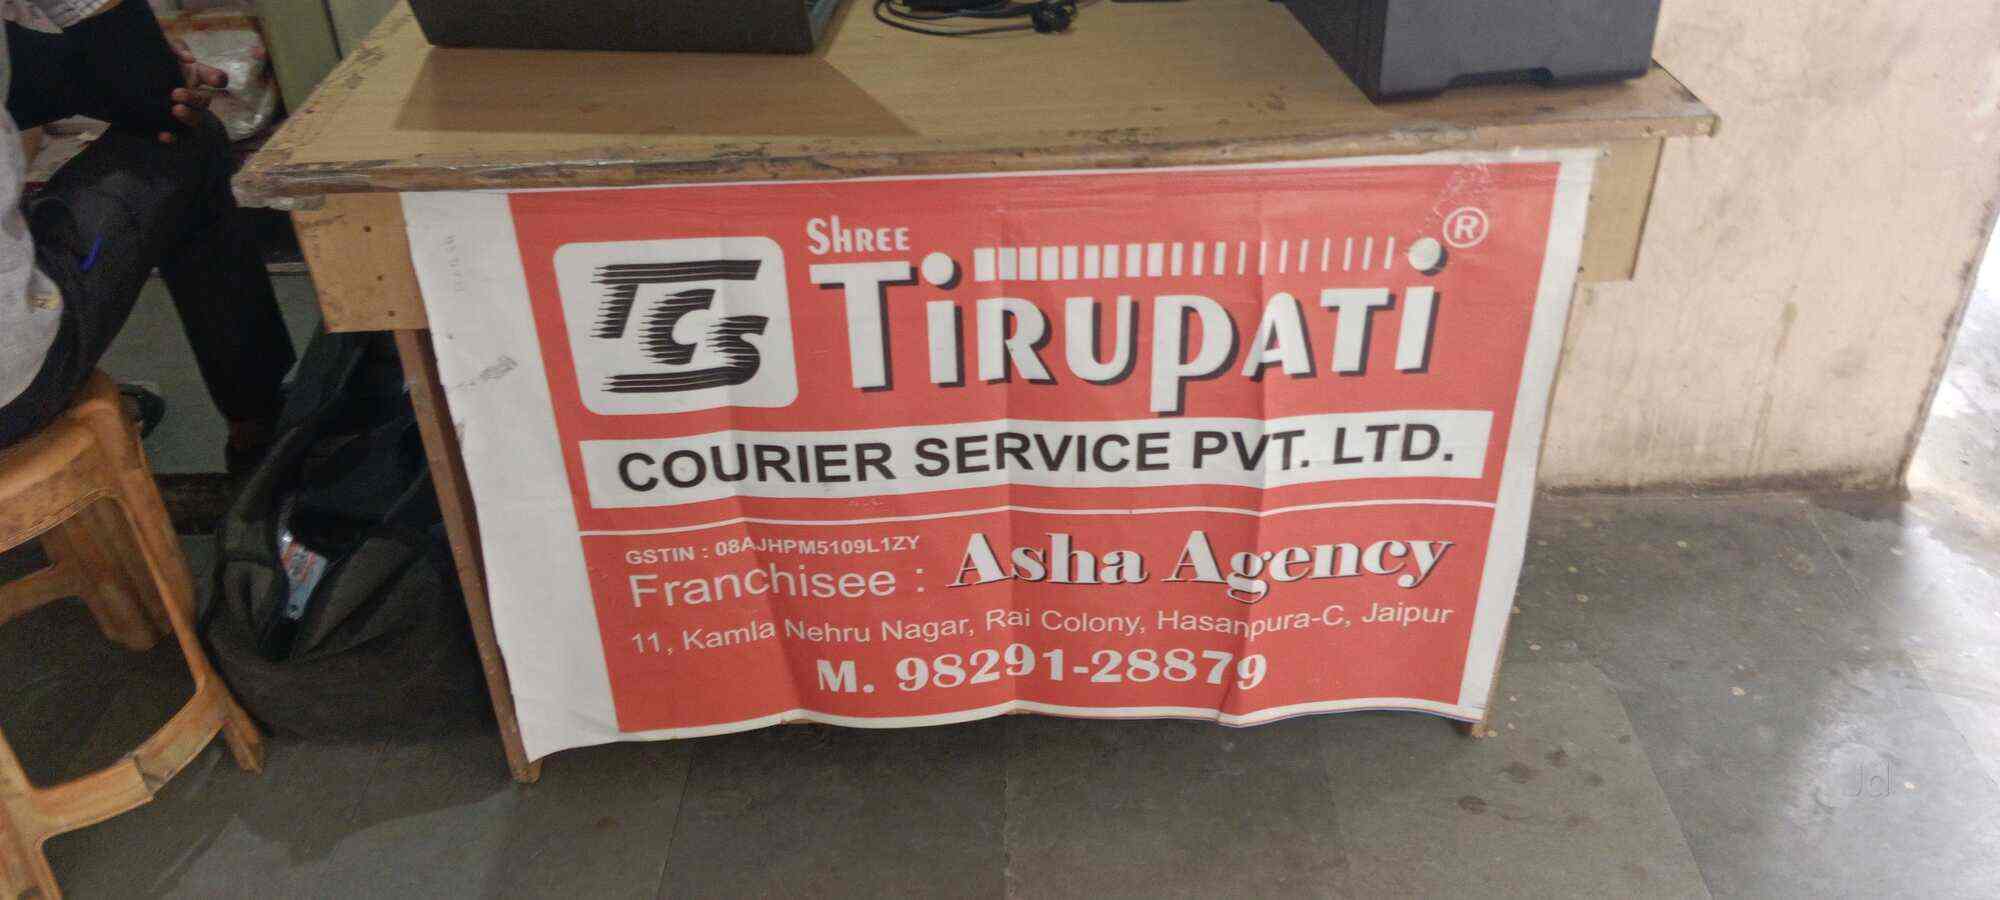 SHREE
TIRUPATI ®
TCS
COURIER SERVICE PVT. LTD.
GSTIN : 08AJHPM5109L1ZY
Franchisee : Asha Agency
11, Kamla Nehru Nagar, Rai Colony, Hasanpura-C, Jaipur
M. 98291-28879
Jd